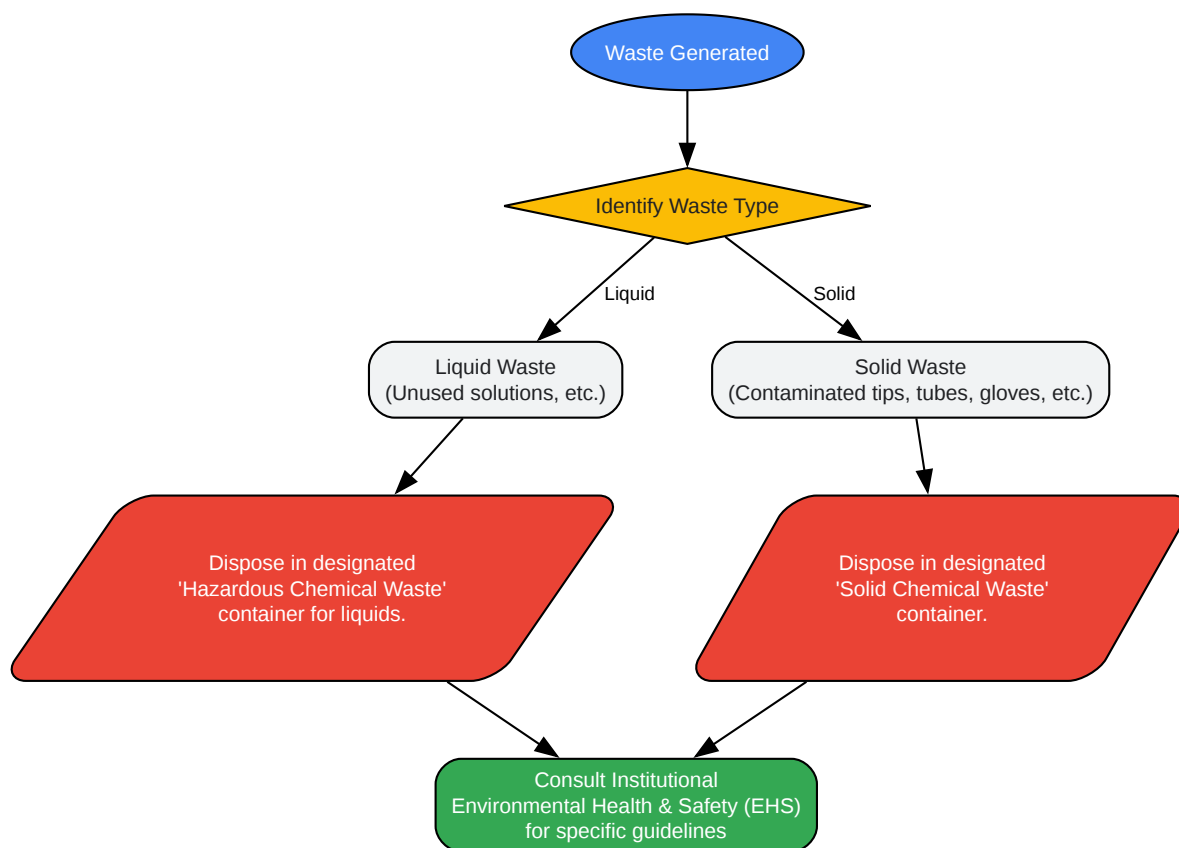 Waste Generated
Identify Waste Type
Liquid
Solid
Liquid Waste
(Unused solutions, etc.)
Solid Waste
(Contaminated tips, tubes, gloves, etc.)
Dispose in designated
'Hazardous Chemical Waste'
container for liquids.
Dispose in designated
'Solid Chemical Waste'
container.
Consult Institutional
Environmental Health & Safety (EHS)
for specific guidelines